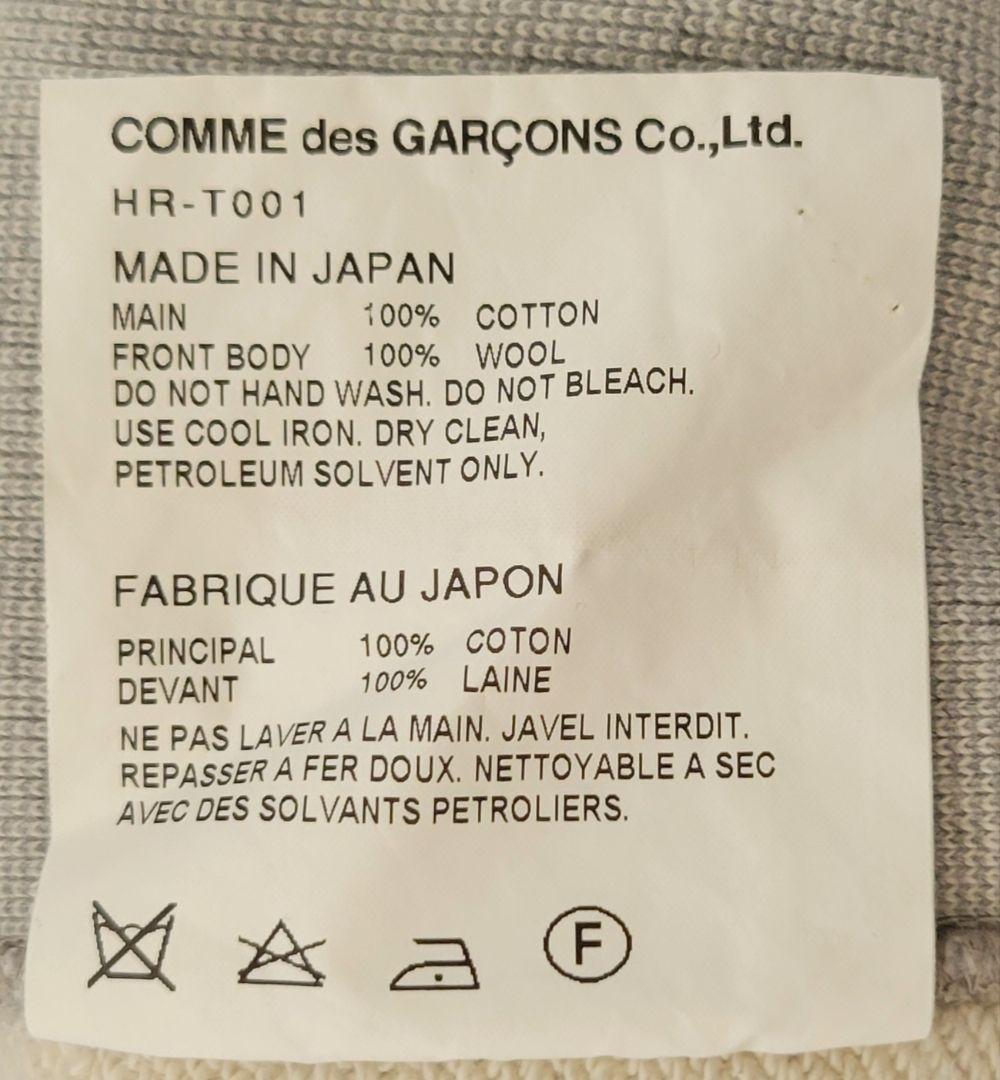 COMME des GARÇONS Co.,Ltd.
HR-T001
MADE IN JAPAN
MAIN 100% COTTON
FRONT BODY 100% WOOL
DO NOT HAND WASH. DO NOT BLEACH.
USE COOL IRON. DRY CLEAN,
PETROLEUM SOLVENT ONLY.
FABRIQUE AU JAPON
PRINCIPAL 100% COTON
DEVANT 100% LAINE
NE PAS LAVER A LA MAIN. JAVEL INTERDIT.
REPASSER A FER DOUX. NETTOYABLE A SEC
AVEC DES SOLVANTS PETROLIERS.
F